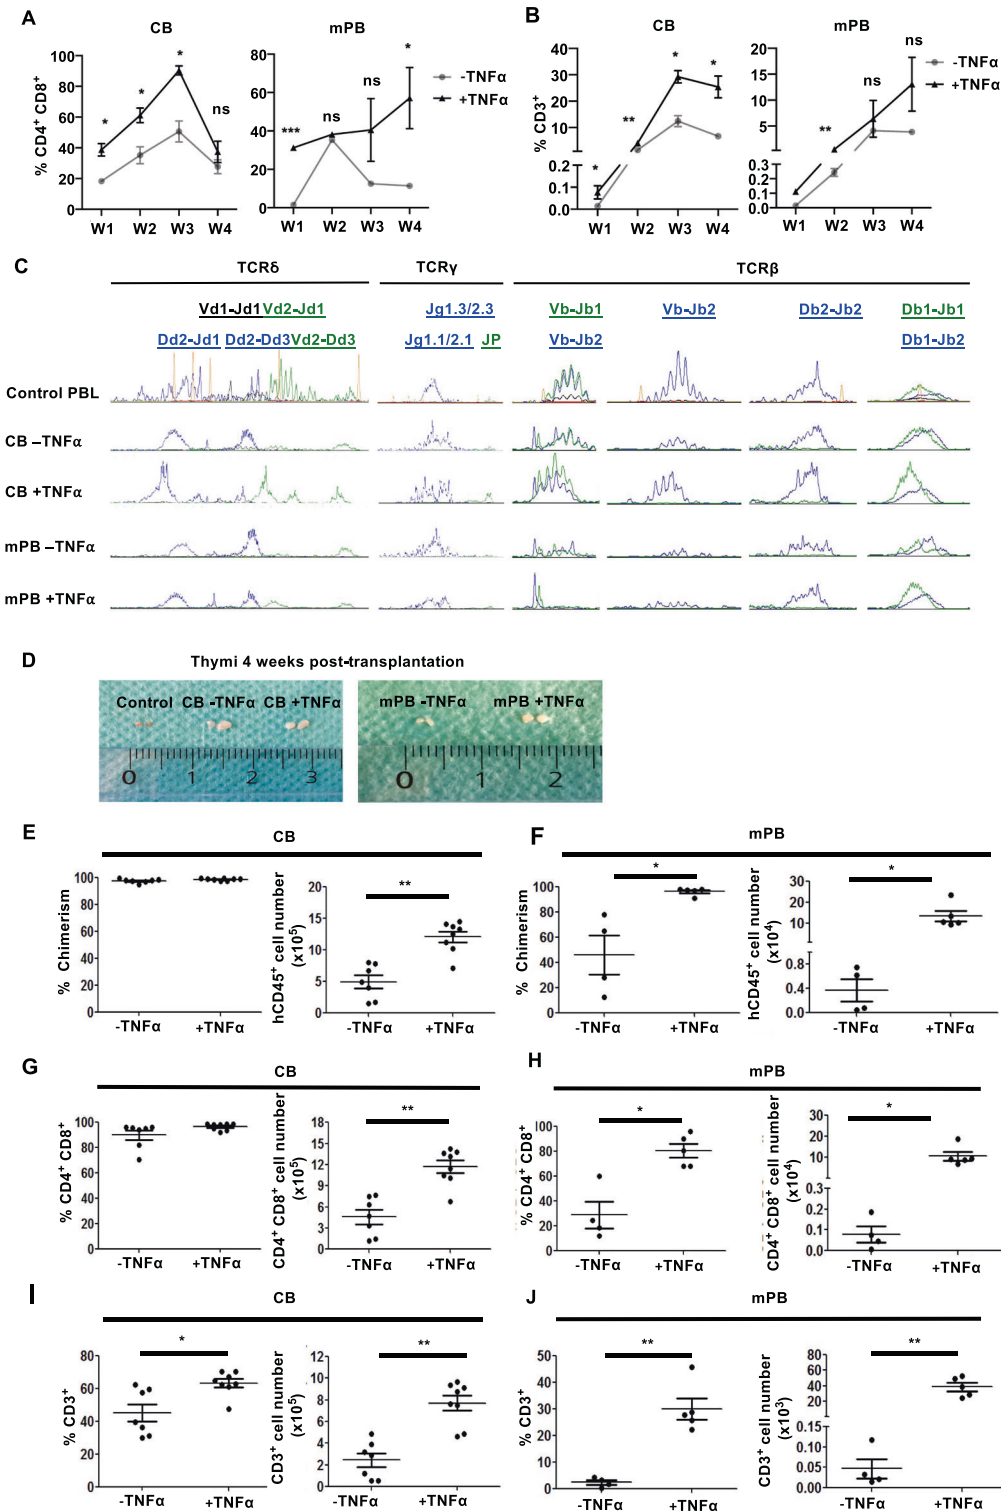 A
CB
mPB
% CD4+ CD8+
100
80
60
40
20
0
*
*
*
ns
W1 W2 W3 W4
80
60
40
20
0
***
ns
ns
*
W1 W2 W3 W4
-TNFα
+TNFα
B
CB
mPB
% CD3+
40
30
20
10
0.2
0.1
0.0
*
**
*
*
W1 W2 W3 W4
20
15
10
5
0.3
0.2
0.1
0.0
**
ns
ns
W1 W2 W3 W4
-TNFα
+TNFα
C
TCRδ TCRγ TCRβ
Vd1-Jd1 Vd2-Jd1 Jg1.3/2.3 Vb-Jb1 Vb-Jb2 Db2-Jb2 Db1-Jb1
Dd2-Jd1 Dd2-Dd3 Vd2-Dd3 Jg1.1/2.1 JP Vb-Jb2 Db1-Jb2
Control PBL
CB –TNFα
CB +TNFα
mPB –TNFα
mPB +TNFα
D
Thymi 4 weeks post-transplantation
Control CB -TNFα CB +TNFα
0 1 2 3
mPB -TNFα mPB +TNFα
0 1 2
E
CB
% Chimerism
100
80
60
40
20
0
-TNFα +TNFα
hCD45+ cell number
(x10^5)
20
15
10
5
0
**
-TNFα +TNFα
F
mPB
% Chimerism
100
80
60
40
20
0
*
-TNFα +TNFα
hCD45+ cell number
(x10^4)
30
20
10
0.8
0.4
0.0
*
-TNFα +TNFα
G
CB
% CD4+ CD8+
100
80
60
40
20
0
-TNFα +TNFα
CD4+ CD8+ cell number
(x10^5)
18
15
12
9
6
3
0
**
-TNFα +TNFα
H
mPB
% CD4+ CD8+
100
80
60
40
20
0
*
-TNFα +TNFα
CD4+ CD8+ cell number
(x10^4)
30
20
10
0.3
0.2
0.1
0.0
*
-TNFα +TNFα
I
CB
% CD3+
80
60
40
20
0
*
-TNFα +TNFα
CD3+ cell number
(x10^5)
12
10
8
6
4
2
0
**
-TNFα +TNFα
J
mPB
% CD3+
50
40
30
20
10
0
**
-TNFα +TNFα
CD3+ cell number
(x10^3)
80
60
40
20
0.15
0.10
0.05
0.00
**
-TNFα +TNFα